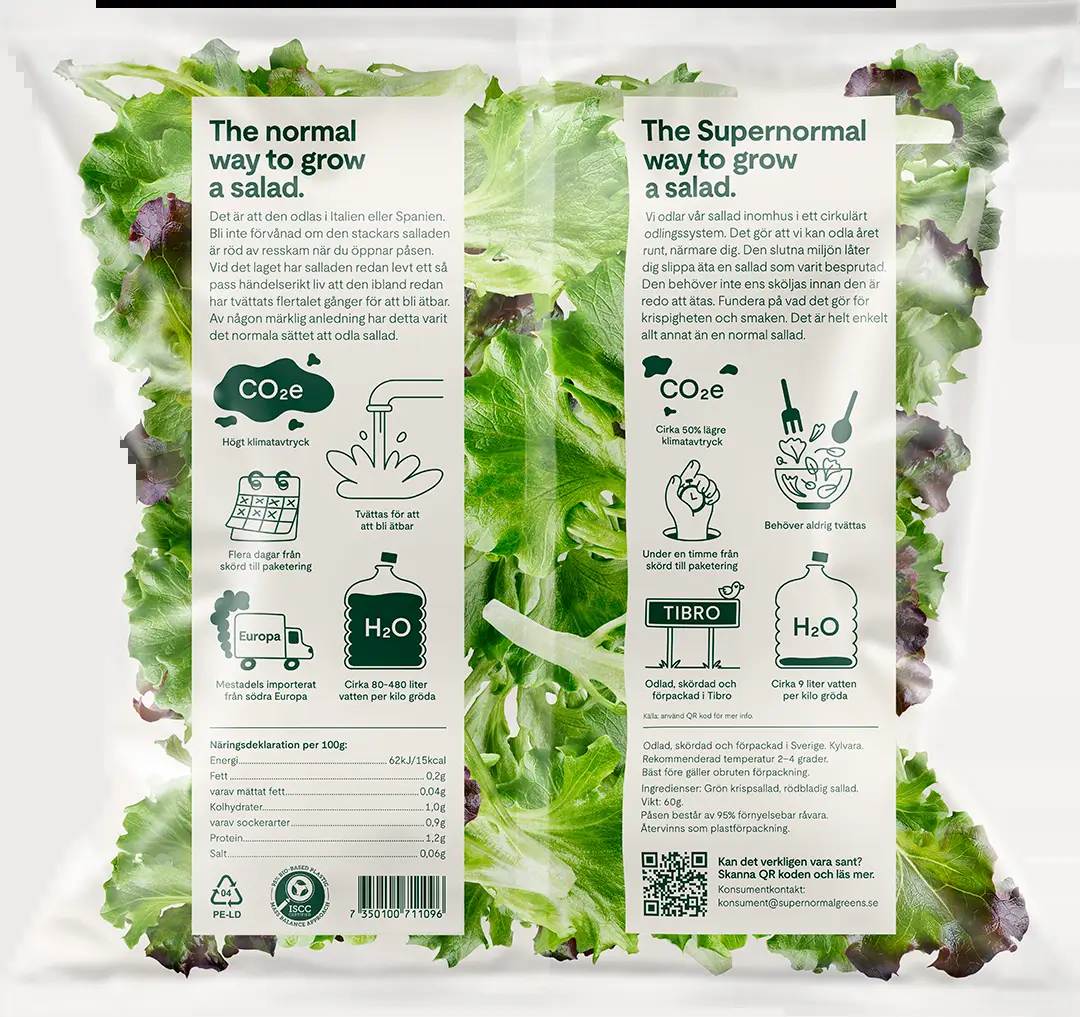 The normal
way to grow
a salad.
Det är att den odlas i Italien eller Spanien.
Bli inte förvånad om den stackars salladen
är röd av resskam när du öppnar påsen.
Vid det laget har salladen redan levt ett så
pass händelserikt liv att den ibland redan
har tvättats flertalet gånger för att bli ätbar.
Av någon märklig anledning har detta varit
det normala sättet att odla sallad.
CO₂e
Högt klimatavtryck
Tvättas för att
att bli ätbar
Flera dagar från
skörd till paketering
Europa
Mestadels importerat
från södra Europa
H₂O
Cirka 80-480 liter
vatten per kilo gröda
Näringsdeklaration per 100g:
Energi 62kJ/15kcal
Fett 0,2g
varav mättat fett 0,04g
Kolhydrater 1,0g
varav sockerarter 0,9g
Protein 1,2g
Salt 0,06g
04
PE-LD
95% BIO-BASED PLASTIC
ISCC
CERTIFIED
MASS BALANCE APPROACH
7 350100 711096
The Supernormal
way to grow
a salad.
Vi odlar vår sallad inomhus i ett cirkulärt
odlingssystem. Det gör att vi kan odla året
runt, närmare dig. Den slutna miljön låter
dig slippa äta en sallad som varit besprutad.
Den behöver inte ens sköljas innan den är
redo att ätas. Fundera på vad det gör för
krispigheten och smaken. Det är helt enkelt
allt annat än en normal sallad.
CO₂e
Cirka 50% lägre
klimatavtryck
Behöver aldrig tvättas
Under en timme från
skörd till paketering
TIBRO
Odlad, skördad och
förpackad i Tibro
H₂O
Cirka 9 liter vatten
per kilo gröda
Källa: använd QR kod för mer info.
Odlad, skördad och förpackad i Sverige. Kylvara.
Rekommenderad temperatur 2–4 grader.
Bäst före gäller obruten förpackning.
Ingredienser: Grön krispsallad, rödbladig sallad.
Vikt: 60g.
Påsen består av 95% förnyelsebar råvara.
Återvinns som plastförpackning.
Kan det verkligen vara sant?
Skanna QR koden och läs mer.
Konsumentkontakt:
konsument@supernormalgreens.se